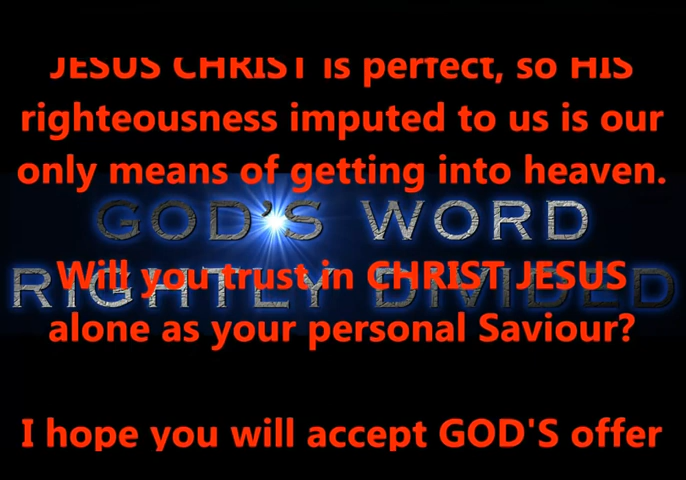 JESUS CHRIST is perfect, so HIS
righteousness imputed to us is our
only means of getting into heaven.
GOD'S WORD
RIGHTLY DIVIDED
Will you trust in CHRIST JESUS
alone as your personal Saviour?
I hope you will accept GOD'S offer